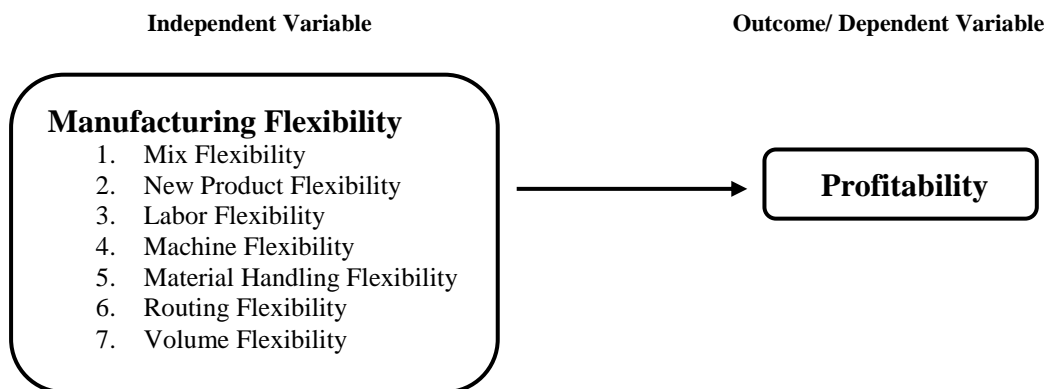 Independent Variable
Outcome/ Dependent Variable
Manufacturing Flexibility
1. Mix Flexibility
2. New Product Flexibility
3. Labor Flexibility
4. Machine Flexibility
5. Material Handling Flexibility
6. Routing Flexibility
7. Volume Flexibility
Profitability